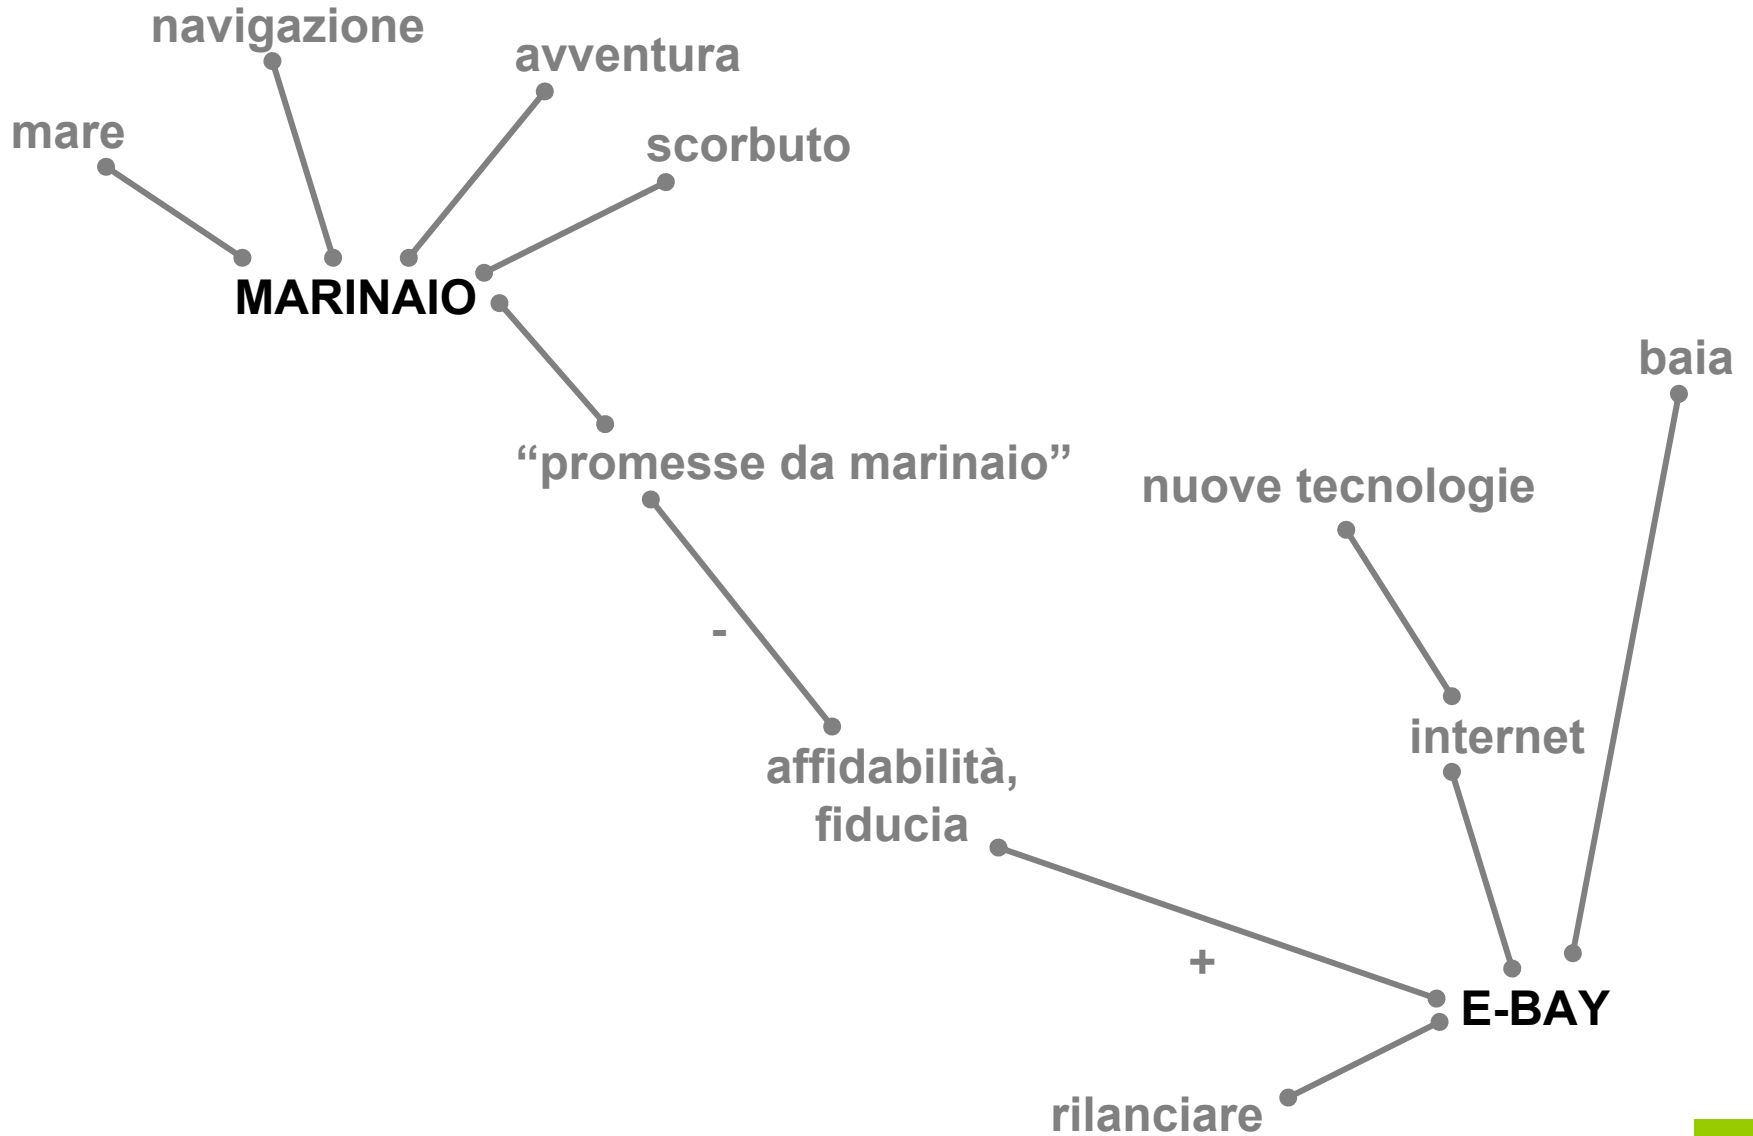 navigazione
avventura
mare
scorbuto
MARINAIO
baia
“promesse da marinaio”
nuove tecnologie
-
internet
affidabilità,
fiducia
+
E-BAY
rilanciare